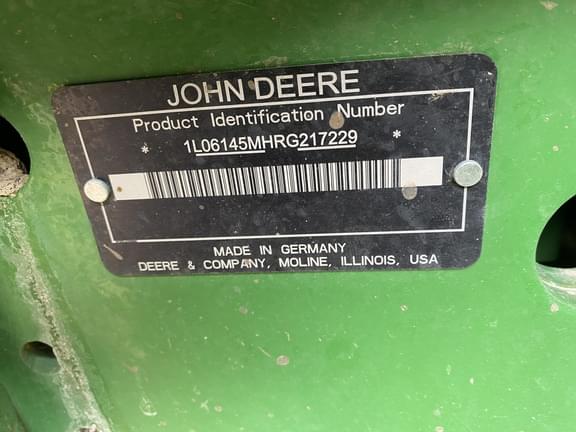 JOHN DEERE
Product Identification Number
* 1L06145MHRG217229 *
MADE IN GERMANY
DEERE & COMPANY, MOLINE, ILLINOIS, USA